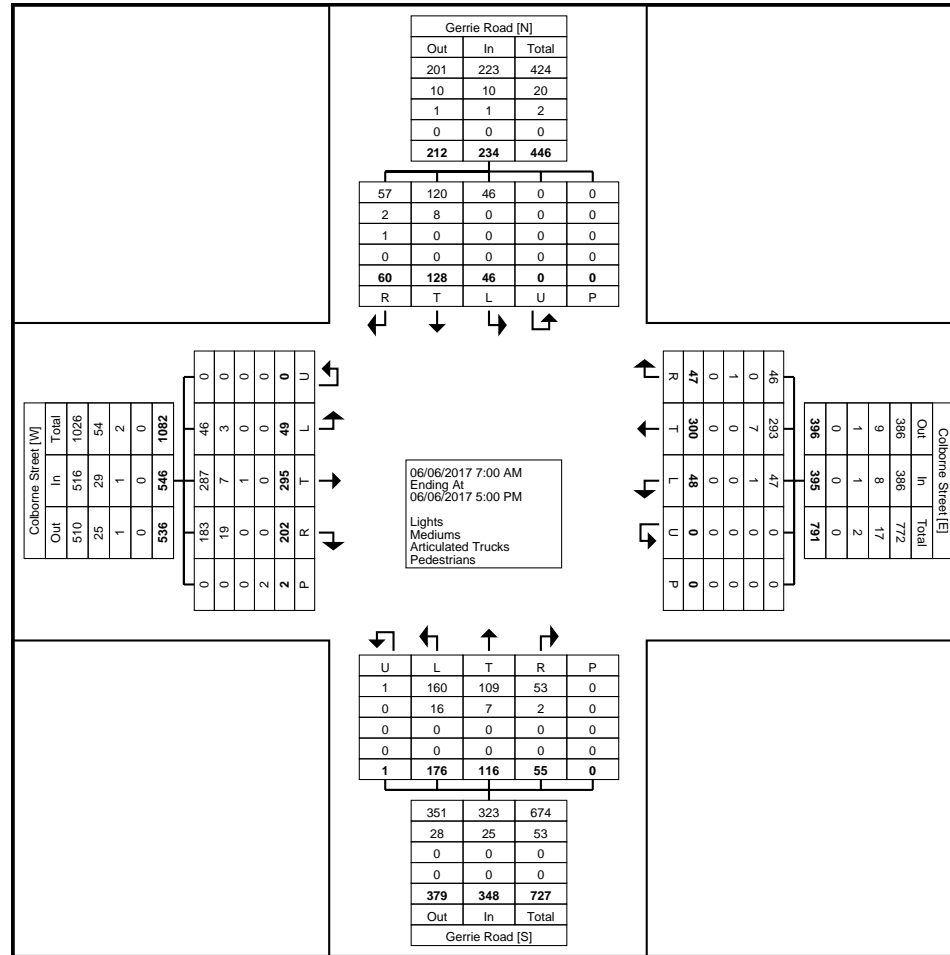 Gerrie Road [N]
Out In Total
201 223 424
10 10 20
1 1 2
0 0 0
212 234 446
57 120 46 0 0
2 8 0 0 0
1 0 0 0 0
0 0 0 0 0
60 128 46 0 0
R T L U P
U L T R P
0 49 295 202 2
0 0 0 0 2
0 0 1 0 0
0 3 7 19 0
0 46 287 183 0
1082 546 536
0 0 0
2 1 1
54 29 25
1026 516 510
Total In Out
Colborne Street [W]
06/06/2017 7:00 AM
Ending At
06/06/2017 5:00 PM
Lights
Mediums
Articulated Trucks
Pedestrians
Colborne Street [E]
Out In Total
386 386 772
9 8 17
1 1 2
0 0 0
396 395 791
46 293 47 0 0
0 7 1 0 0
1 0 0 0 0
0 0 0 0 0
47 300 48 0 0
R T L U P
U L T R P
1 160 109 53 0
0 16 7 2 0
0 0 0 0 0
0 0 0 0 0
1 176 116 55 0
351 323 674
28 25 53
0 0 0
0 0 0
379 348 727
Out In Total
Gerrie Road [S]